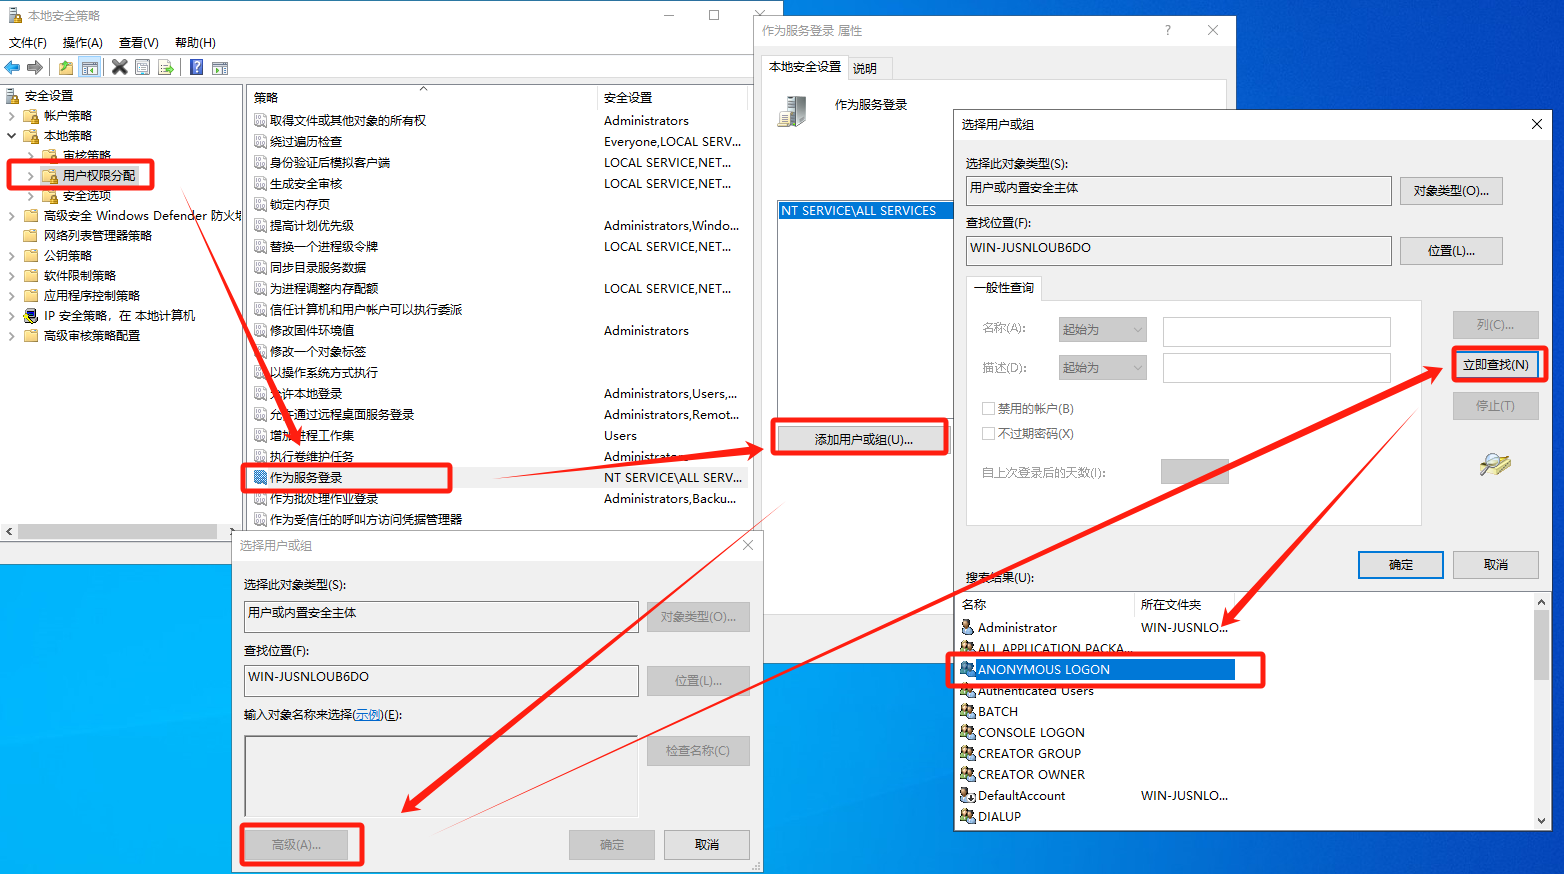 本地安全策略
文件(F) 操作(A) 查看(V) 帮助(H)
安全设置
帐户策略
本地策略
审核策略
用户权限分配
安全选项
高级安全 Windows Defender 防火墙
网络列表管理器策略
公钥策略
软件限制策略
应用程序控制策略
IP 安全策略，在 本地计算机
高级审核策略配置
策略 安全设置
取得文件或其他对象的所有权 Administrators
绕过遍历检查 Everyone,LOCAL SERV...
身份验证后模拟客户端 LOCAL SERVICE,NET...
生成安全审核 LOCAL SERVICE,NET...
锁定内存页
提高计划优先级 Administrators,Windo...
替换一个进程级令牌 LOCAL SERVICE,NET...
同步目录服务数据
为进程调整内存配额 LOCAL SERVICE,NET...
信任计算机和用户帐户可以执行委派
修改固件环境值 Administrators
修改一个对象标签
以操作系统方式执行
允许本地登录 Administrators,Users,...
允许通过远程桌面服务登录 Administrators,Remot...
增加进程工作集 Users
执行卷维护任务 Administrators
作为服务登录 NT SERVICE\ALL SERV...
作为批处理作业登录 Administrators,Backu...
作为受信任的呼叫方访问凭据管理器
作为服务登录 属性
本地安全设置 说明
作为服务登录
NT SERVICE\ALL SERVICES
添加用户或组(U)...
选择用户或组
选择此对象类型(S):
用户或内置安全主体 对象类型(O)...
查找位置(F):
WIN-JUSNLOUB6DO 位置(L)...
输入对象名称来选择(示例)(E):
检查名称(C)
高级(A)... 确定 取消
选择用户或组
选择此对象类型(S):
用户或内置安全主体 对象类型(O)...
查找位置(F):
WIN-JUSNLOUB6DO 位置(L)...
一般性查询
名称(A): 起始为 列(C)...
描述(D): 起始为 立即查找(N)
禁用的帐户(B) 停止(T)
不过期密码(X)
自上次登录后的天数(I):
确定 取消
搜索结果(U):
名称 所在文件夹
Administrator WIN-JUSNLO...
ALL APPLICATION PACKA...
ANONYMOUS LOGON
Authenticated Users
BATCH
CONSOLE LOGON
CREATOR GROUP
CREATOR OWNER
DefaultAccount WIN-JUSNLO...
DIALUP